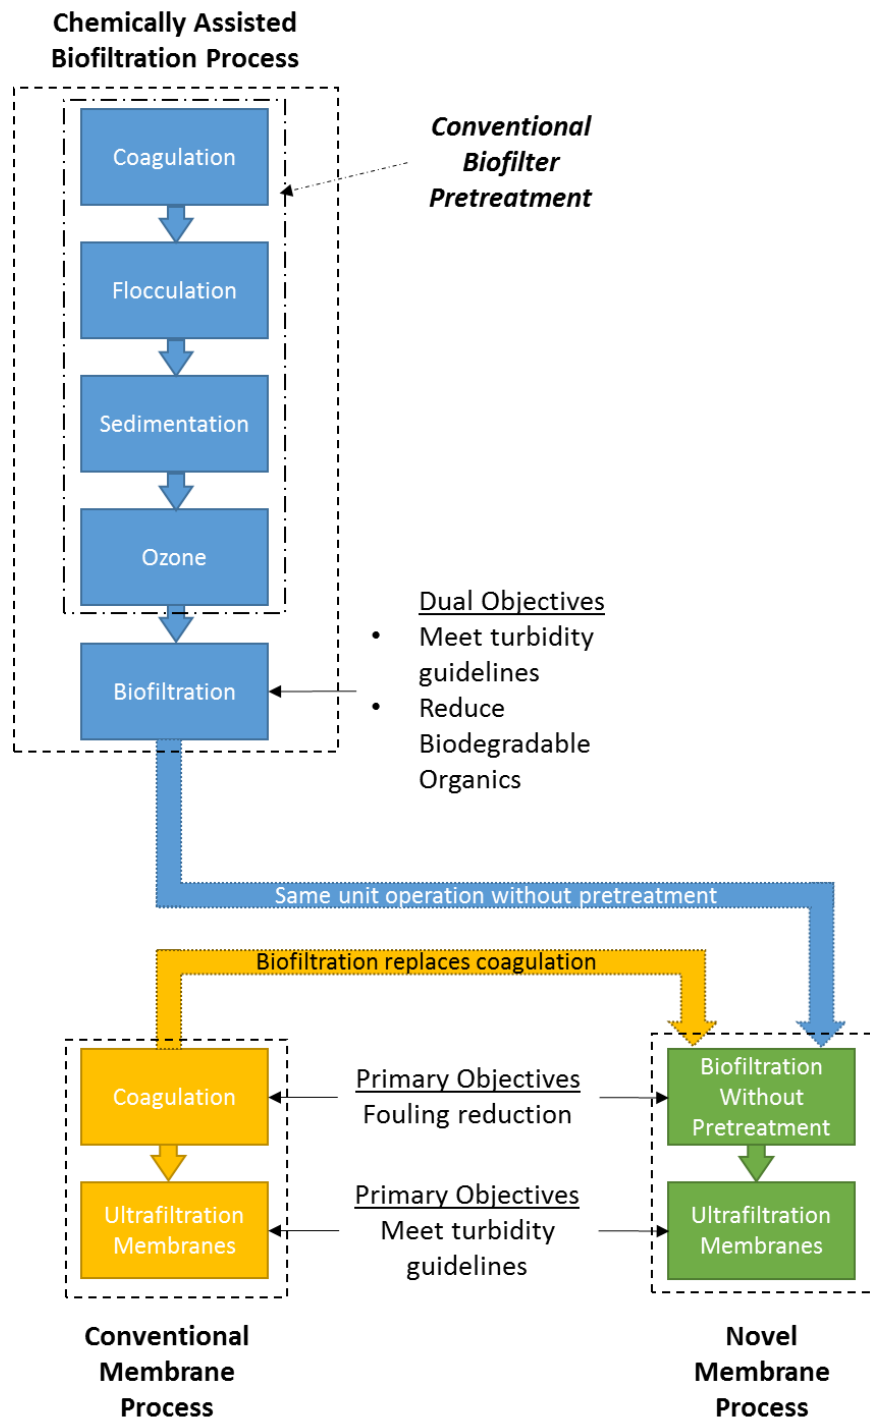 Chemically Assisted
Biofiltration Process
Coagulation
Conventional
Biofilter
Pretreatment
Flocculation
Sedimentation
Ozone
Biofiltration
Dual Objectives
• Meet turbidity
guidelines
• Reduce
Biodegradable
Organics
Same unit operation without pretreatment
Biofiltration replaces coagulation
Coagulation
Primary Objectives
Fouling reduction
Biofiltration
Without
Pretreatment
Ultrafiltration
Membranes
Primary Objectives
Meet turbidity
guidelines
Ultrafiltration
Membranes
Conventional
Membrane
Process
Novel
Membrane
Process